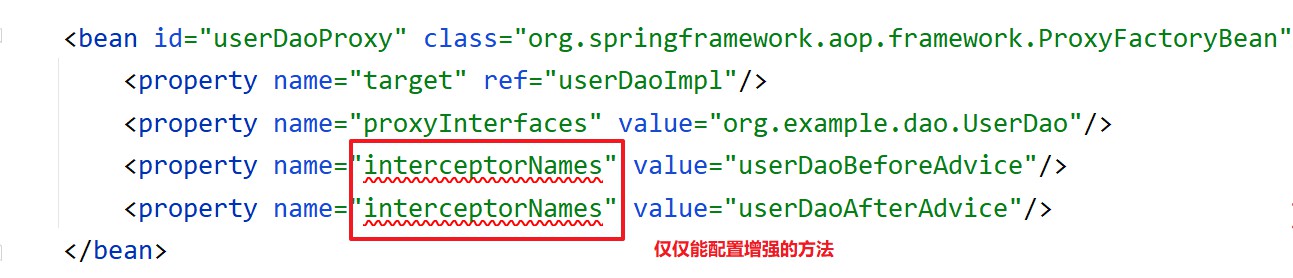 <bean id="userDaoProxy" class="org.springframework.aop.framework.ProxyFactoryBean"
<property name="target" ref="userDaoImpl"/>
<property name="proxyInterfaces" value="org.example.dao.UserDao"/>
<property name="interceptorNames" value="userDaoBeforeAdvice"/>
<property name="interceptorNames" value="userDaoAfterAdvice"/>
</bean>
仅仅能配置增强的方法